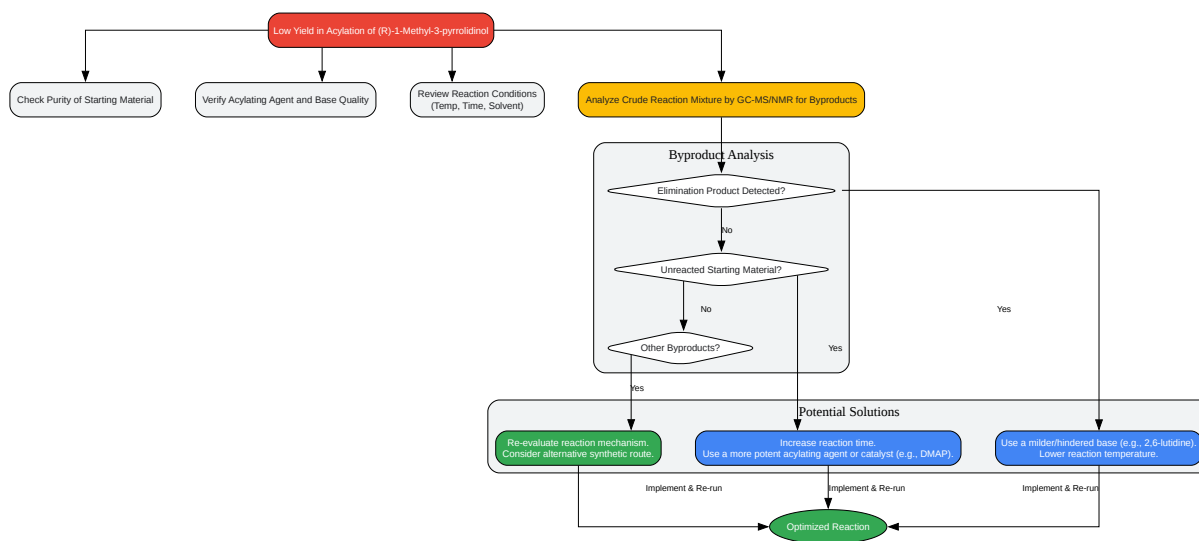 Low Yield in Acylation of (R)-1-Methyl-3-pyrrolidinol
Check Purity of Starting Material
Verify Acylating Agent and Base Quality
Review Reaction Conditions
(Temp, Time, Solvent)
Analyze Crude Reaction Mixture by GC-MS/NMR for Byproducts
Byproduct Analysis
Elimination Product Detected?
No
Unreacted Starting Material?
No
Yes
Other Byproducts?
Yes
Yes
Potential Solutions
Re-evaluate reaction mechanism.
Consider alternative synthetic route.
Increase reaction time.
Use a more potent acylating agent or catalyst (e.g., DMAP).
Use a milder/hindered base (e.g., 2,6-lutidine).
Lower reaction temperature.
Implement & Re-run
Implement & Re-run
Implement & Re-run
Optimized Reaction